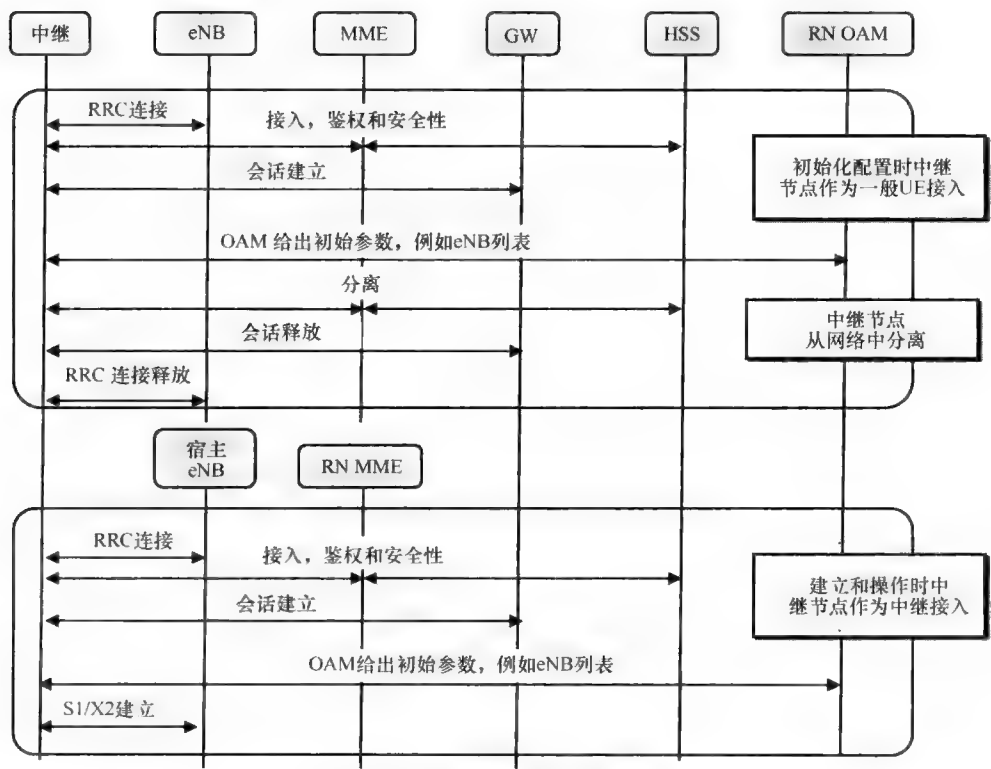 中继 eNB MME GW HSS RN OAM
RRC连接
接入，鉴权和安全性
会话建立
初始化配置时中继
节点作为一般UE接入
OAM 给出初始参数，例如eNB列表
分离
会话释放
中继节点
从网络中分离
RRC 连接释放
宿主
eNB
RN MME
RRC连接
接入，鉴权和安全性
会话建立
建立和操作时中
继节点作为中继接入
OAM给出初始参数，例如eNB列表
S1/X2建立